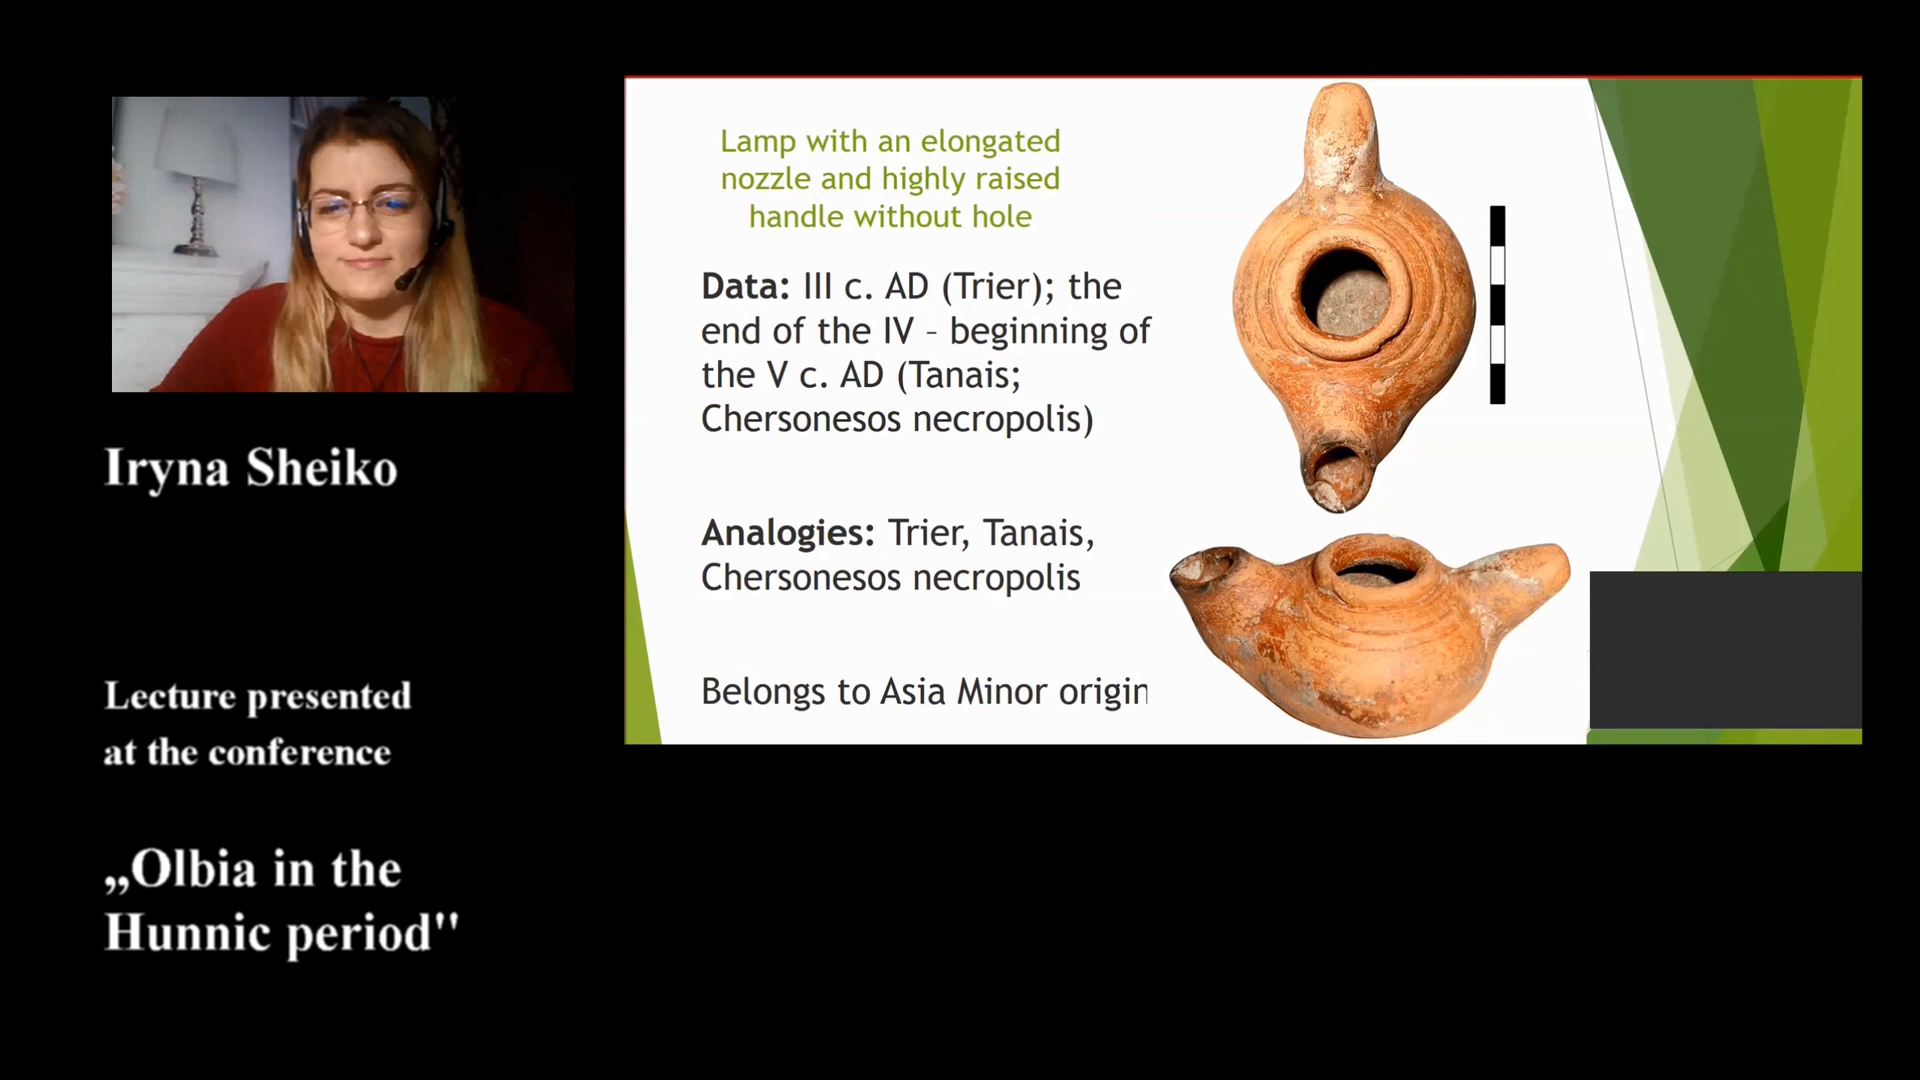 Iryna Sheiko
Lecture presented
at the conference
„Olbia in the
Hunnic period"
Lamp with an elongated
nozzle and highly raised
handle without hole
Data: III c. AD (Trier); the
end of the IV – beginning of
the V c. AD (Tanais;
Chersonesos necropolis)
Analogies: Trier, Tanais,
Chersonesos necropolis
Belongs to Asia Minor origin